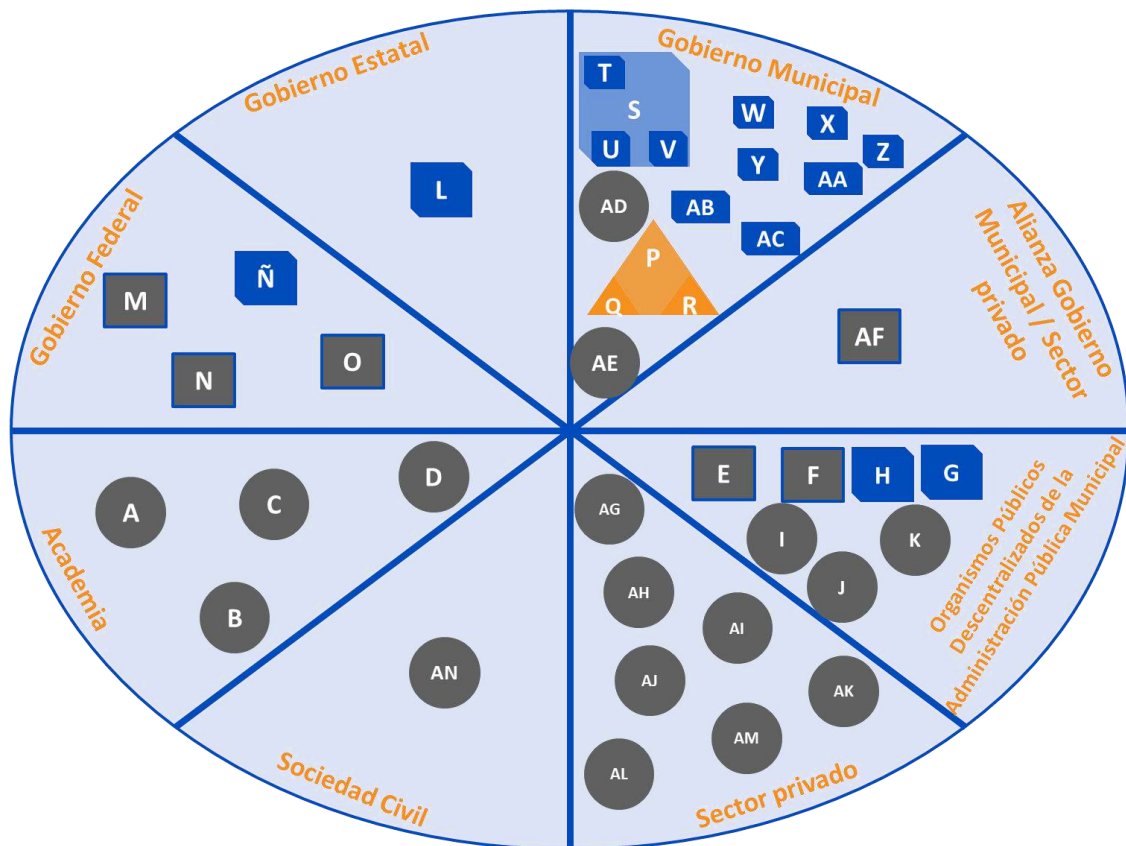 Gobierno Estatal
L
Gobierno Municipal
T
S
U
V
W
X
Y
Z
AA
AB
AC
AD
P
Q
R
AE
Alianza Gobierno
Municipal / Sector
privado
AF
Gobierno Federal
M
Ñ
N
O
Academia
A
C
D
B
Organismos Públicos
Descentralizados de la
Administración Pública Municipal
E
F
H
G
I
K
J
Sociedad Civil
AN
Sector privado
AG
AH
AI
AJ
AK
AM
AL